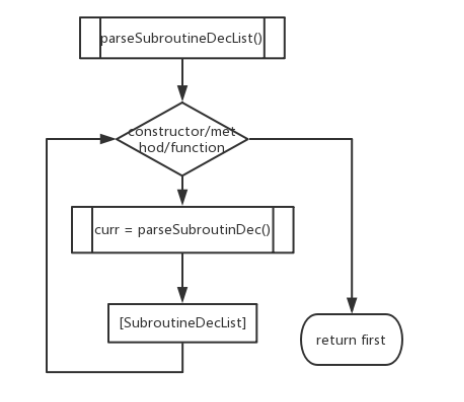 parseSubroutineDecList()
constructor/met
hod/function
curr = parseSubroutinDec()
[SubroutineDecList]
return first